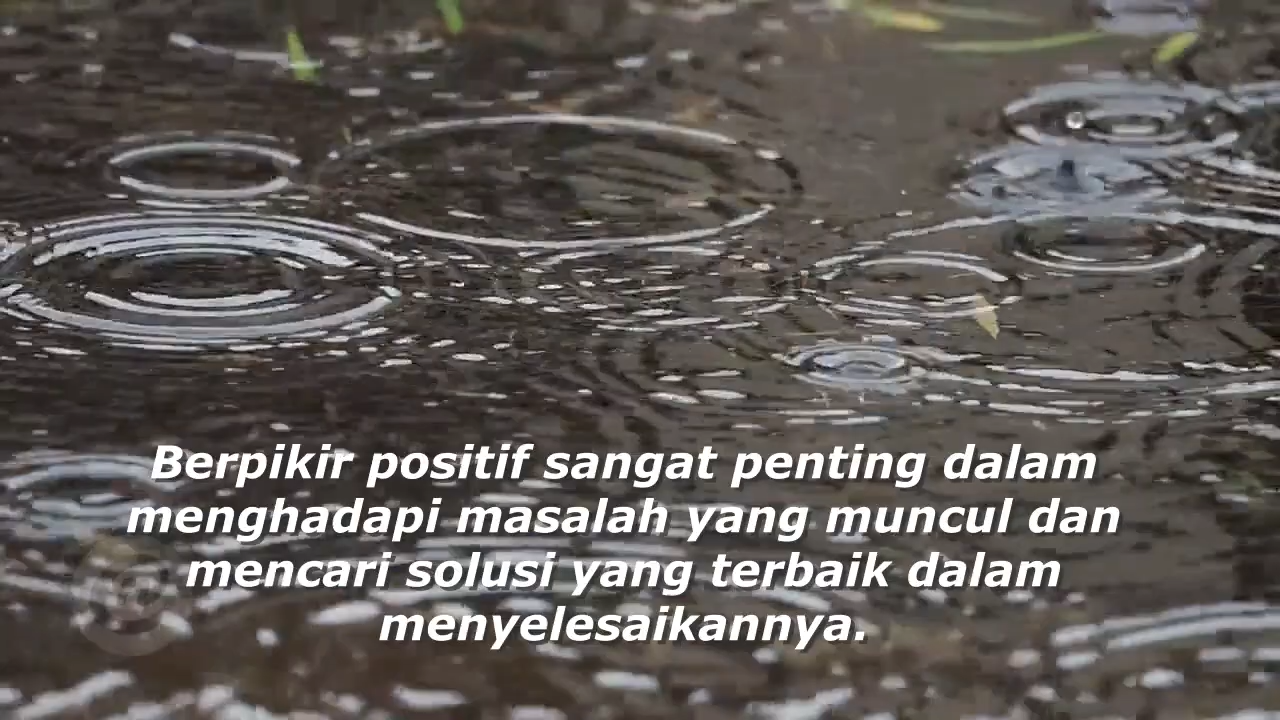 Berpikir positif sangat penting dalam
menghadapi masalah yang muncul dan
mencari solusi yang terbaik dalam
menyelesaikannya.